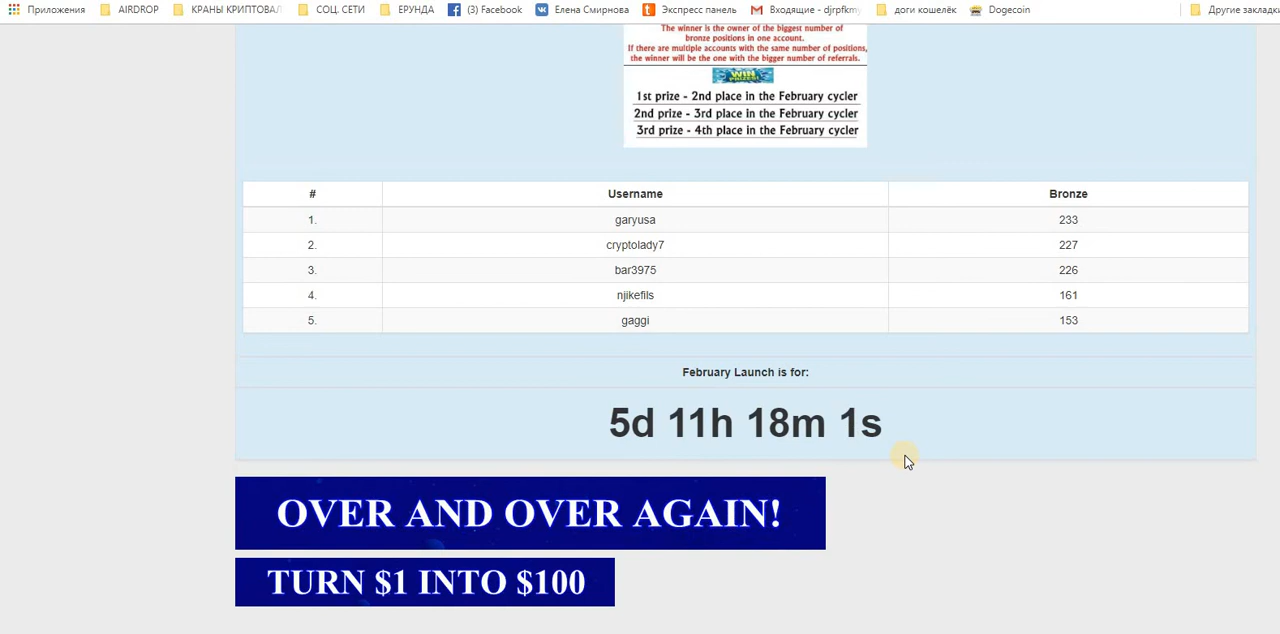 Приложения AIRDROP КРАНЫ КРИПТОВАЛ СОЦ. СЕТИ ЕРУНДА (3) Facebook Елена Смирнова Экспресс панель Входящие - djrpfkmy доги кошелёк Dogecoin Другие закладки
The winner is the owner of the biggest number of
bronze positions in one account.
If there are multiple accounts with the same number of positions,
the winner will be the one with the bigger number of referrals.
WIN PRIZES!
1st prize - 2nd place in the February cycler
2nd prize - 3rd place in the February cycler
3rd prize - 4th place in the February cycler
# Username Bronze
1. garyusa 233
2. cryptolady7 227
3. bar3975 226
4. njikefils 161
5. gaggi 153
February Launch is for:
5d 11h 18m 1s
OVER AND OVER AGAIN!
TURN $1 INTO $100